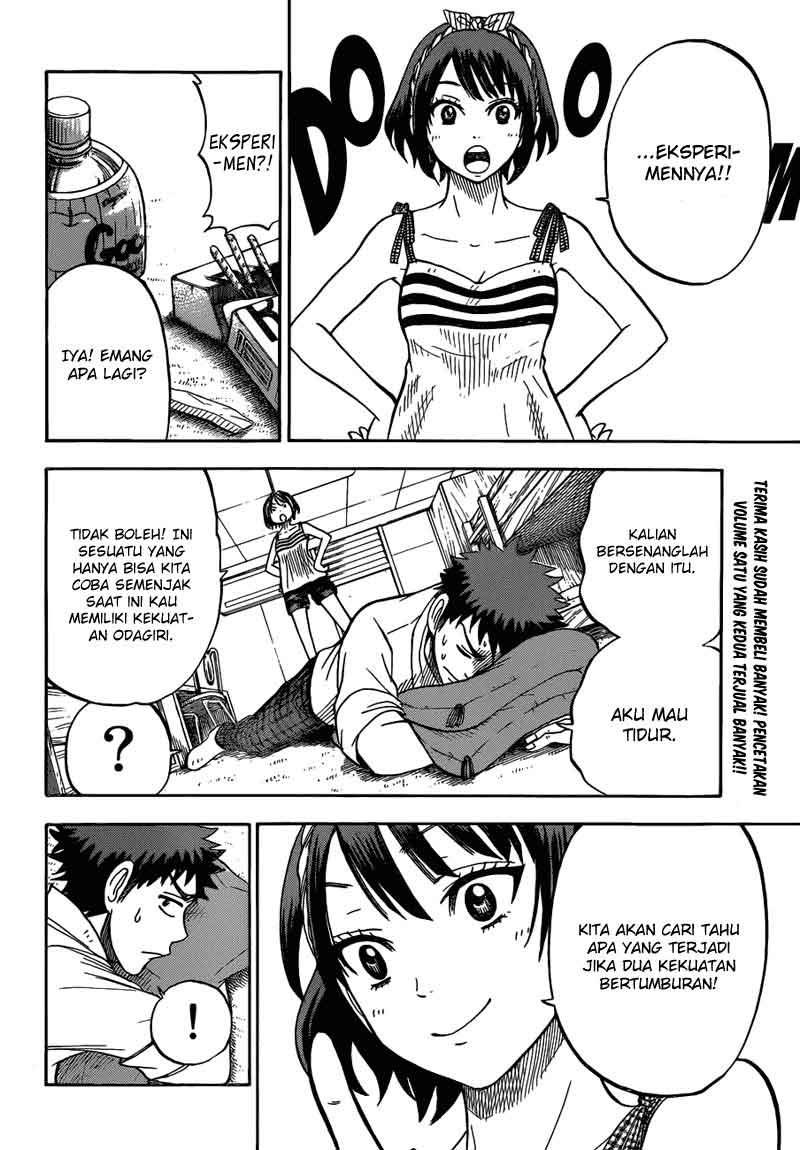 ...EKSPERI-
MENNYA!!
DO
O
M
EKSPERI
-MEN?!
Goo
IYA! EMANG
APA LAGI?
TERIMA KASIH SUDAH MEMBELI BANYAK! PENCETAKAN
VOLUME SATU YANG KEDUA TERJUAL BANYAK!!
KALIAN
BERSENANGLAH
DENGAN ITU.
AKU MAU
TIDUR.
TIDAK BOLEH! INI
SESUATU YANG
HANYA BISA KITA
COBA SEMENJAK
SAAT INI KAU
MEMILIKI KEKUAT-
AN ODAGIRI.
?
KITA AKAN CARI TAHU
APA YANG TERJADI
JIKA DUA KEKUATAN
BERTUMBURAN!
!